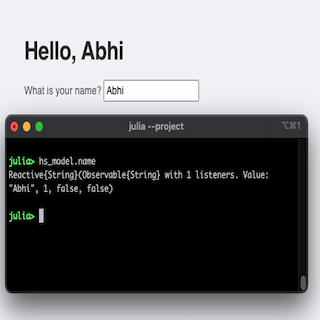 Hello, Abhi
What is your name? Abhi
julia --project
⌥⌘1
julia> hs_model.name
Reactive{String}(Observable{String} with 1 listeners. Value:
"Abhi", 1, false, false)
julia>